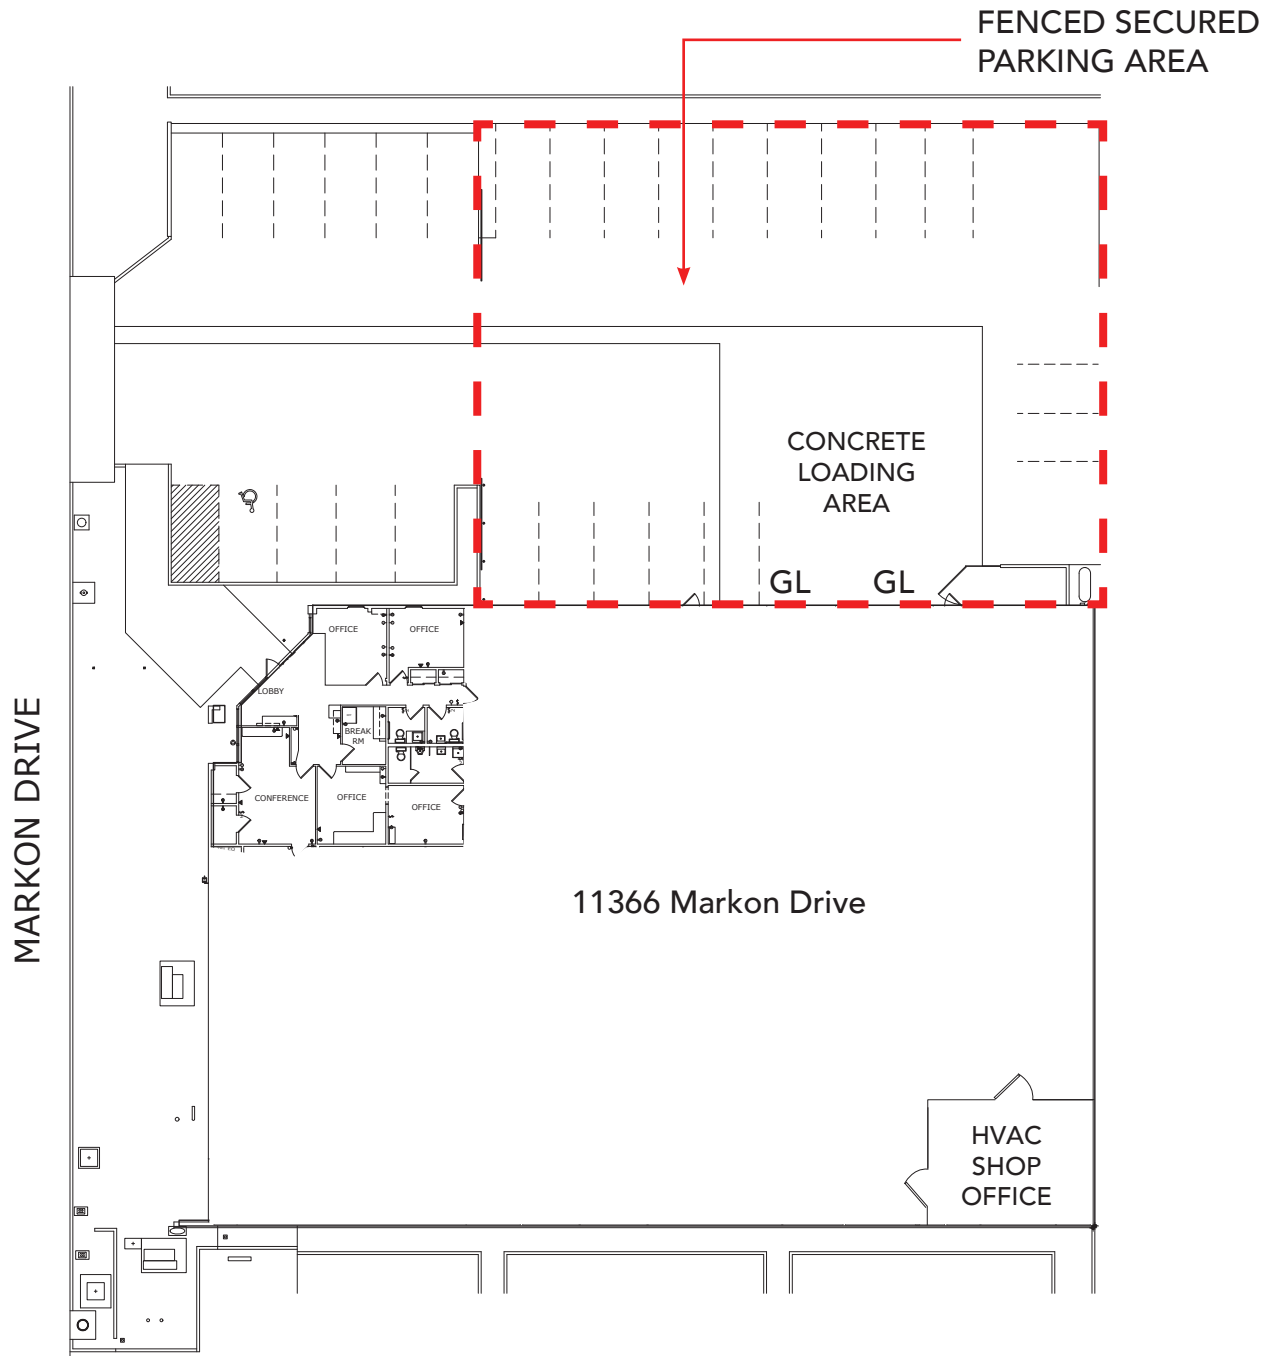 FENCED SECURED
PARKING AREA
CONCRETE
LOADING
AREA
GL GL
OFFICE OFFICE
LOBBY
BREAK
RM
CONFERENCE OFFICE OFFICE
MARKON DRIVE
11366 Markon Drive
HVAC
SHOP
OFFICE